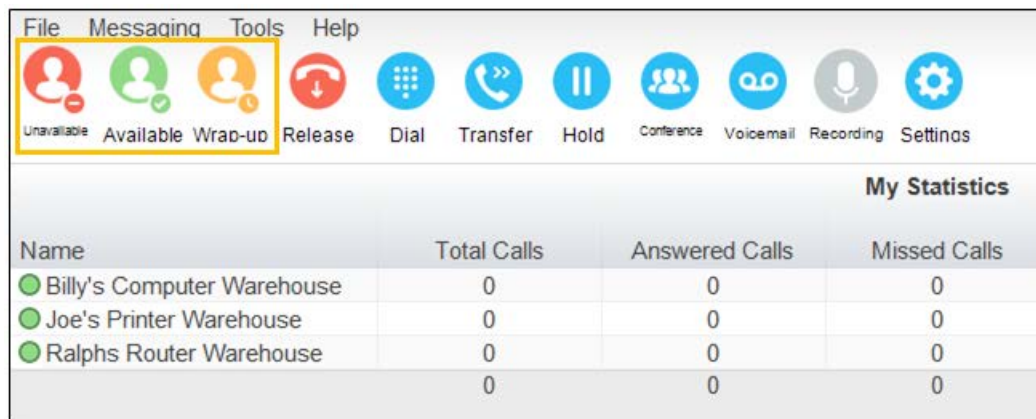 File Messaging Tools Help
Unavailable Available Wrap-up Release Dial Transfer Hold Conference Voicemail Recording Settings
My Statistics
Name Total Calls Answered Calls Missed Calls
Billy's Computer Warehouse 0 0 0
Joe's Printer Warehouse 0 0 0
Ralphs Router Warehouse 0 0 0
0 0 0